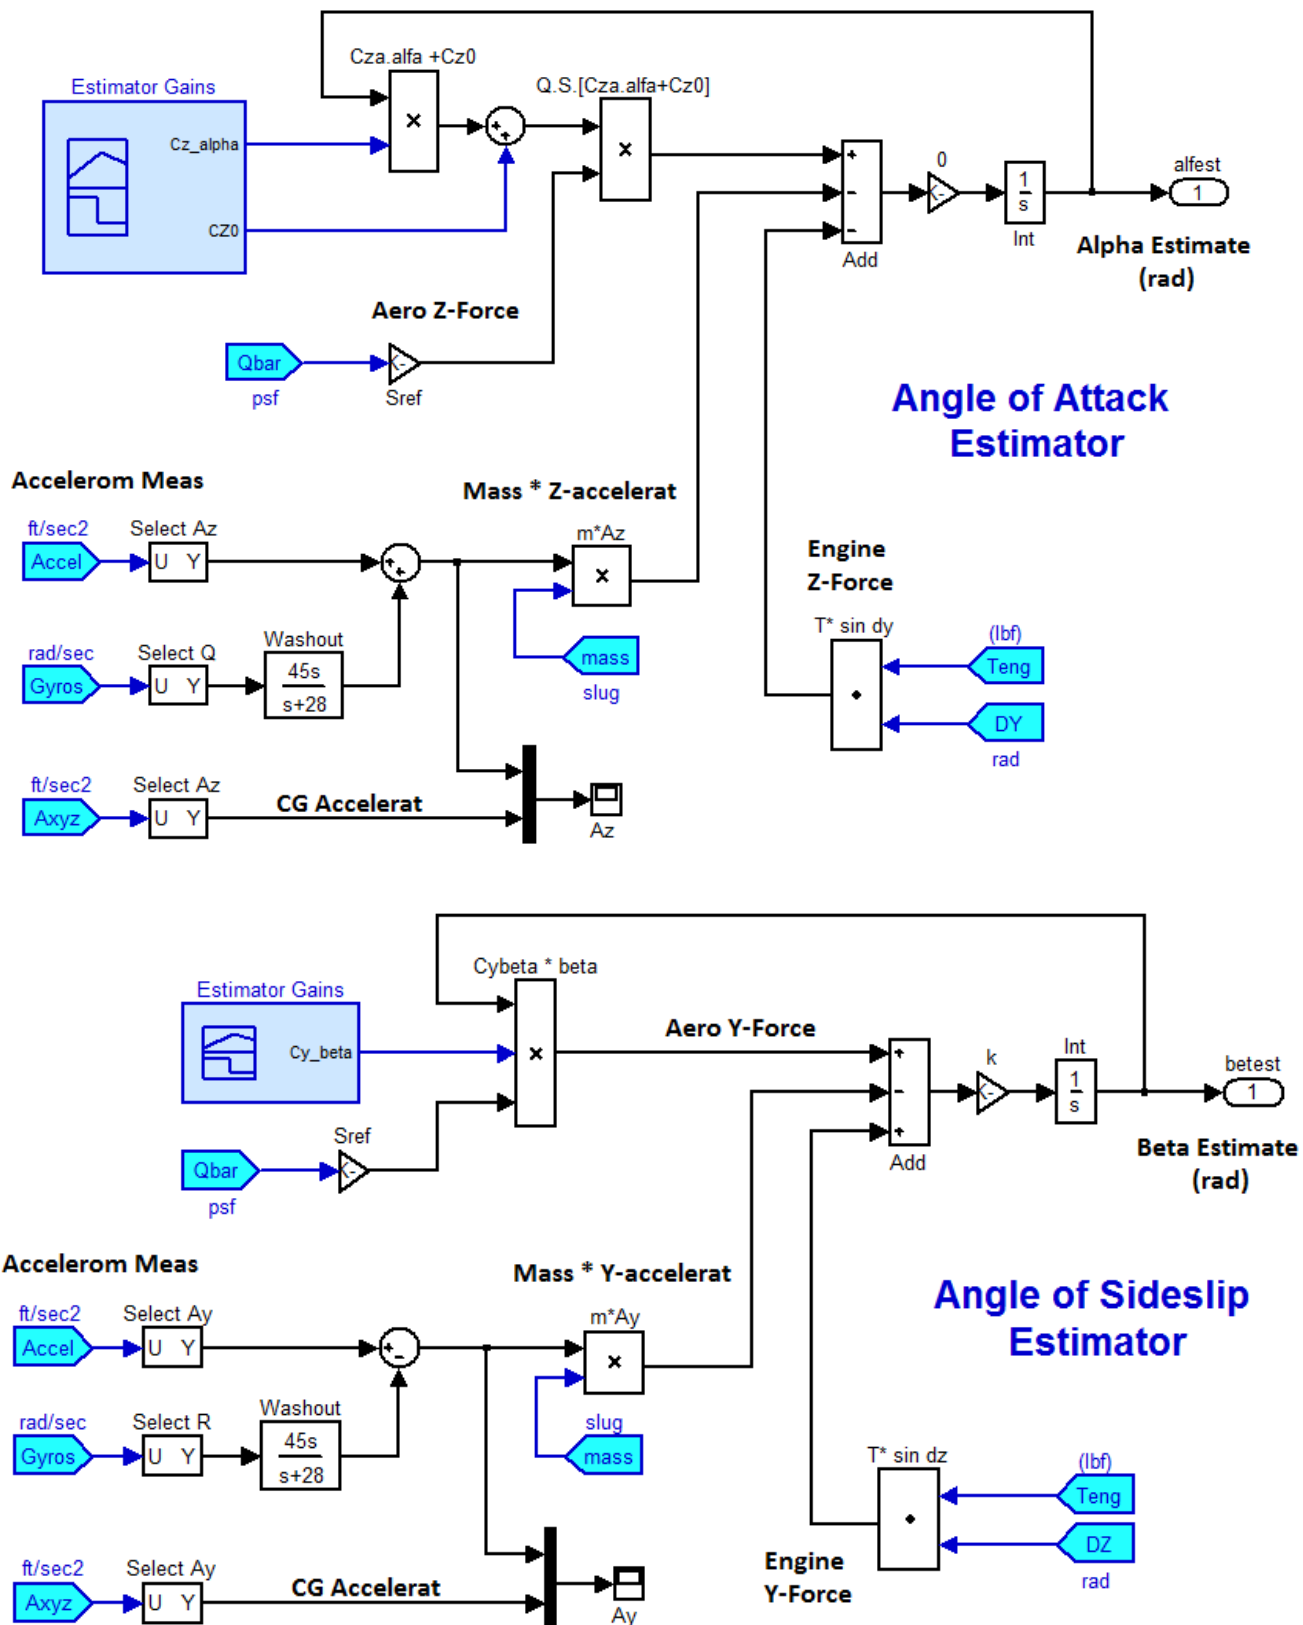 Cza.alfa +Cz0
Estimator Gains
Q.S.[Cza.alfa+Cz0]
Cz_alpha
CZ0
×
×
+
+
+
−
−
Add
0
K-
1
s
Int
alfest
1
Alpha Estimate
(rad)
Aero Z-Force
Qbar
psf
K-
Sref
Angle of Attack
Estimator
Accelerom Meas
Mass * Z-accelerat
ft/sec2
Accel
Select Az
U Y
+
+
m*Az
×
mass
slug
rad/sec
Gyros
Select Q
U Y
Washout
45s
s+28
Engine
Z-Force
T* sin dy
(lbf)
Teng
DY
rad
ft/sec2
Axyz
Select Az
U Y
CG Accelerat
Az
Cybeta * beta
Estimator Gains
Cy_beta
×
Aero Y-Force
+
−
+
Add
k
K-
Int
1
s
betest
1
Beta Estimate
(rad)
Sref
Qbar
psf
K-
Accelerom Meas
Mass * Y-accelerat
Angle of Sideslip
Estimator
ft/sec2
Accel
Select Ay
U Y
+
−
m*Ay
×
slug
mass
rad/sec
Gyros
Select R
U Y
Washout
45s
s+28
T* sin dz
(lbf)
Teng
DZ
rad
Engine
Y-Force
ft/sec2
Axyz
Select Ay
U Y
CG Accelerat
Ay